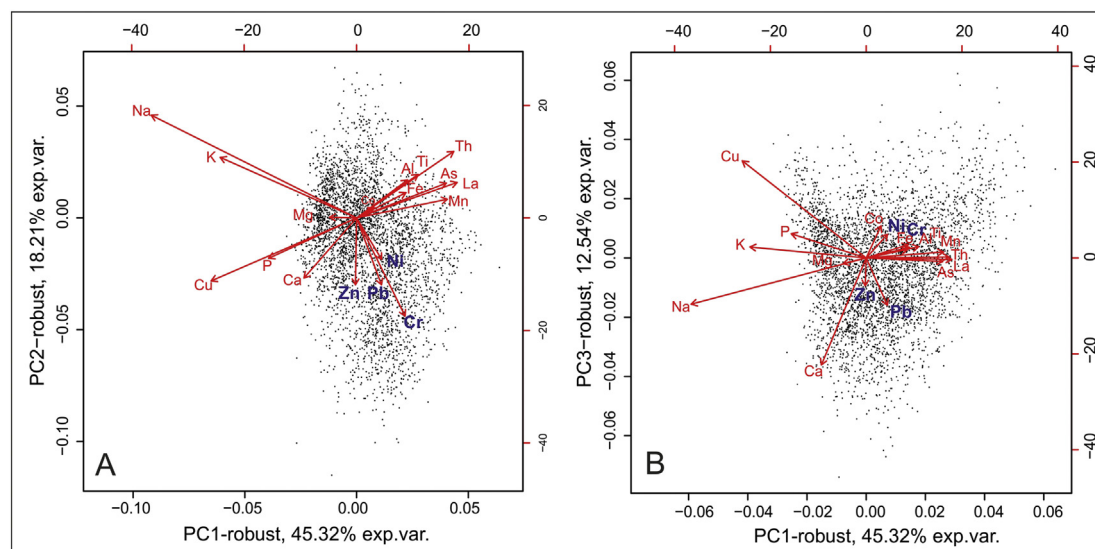 −40 −20 0 20
PC2−robust, 18.21% exp.var.
0.05
0.00
−0.05
−0.10
20
0
−20
−40
Na
K
Th
Al Ti
As
La
Fe
Mn
Mg
P
Cu
Ca
Ni
Zn Pb
Cr
A
−0.10 −0.05 0.00 0.05
PC1-robust, 45.32% exp.var.
−40 −20 0 20 40
PC3−robust, 12.54% exp.var.
0.06
0.04
0.02
0.00
−0.02
−0.04
−0.06
40
20
0
−20
−40
Cu
P
K
Co
Ni Cr
Fe
Al
Ti
Mn
Th
La
As
Mg
Na
Zn
Pb
Ca
B
−0.06 −0.04 −0.02 0.00 0.02 0.04 0.06
PC1-robust, 45.32% exp.var.